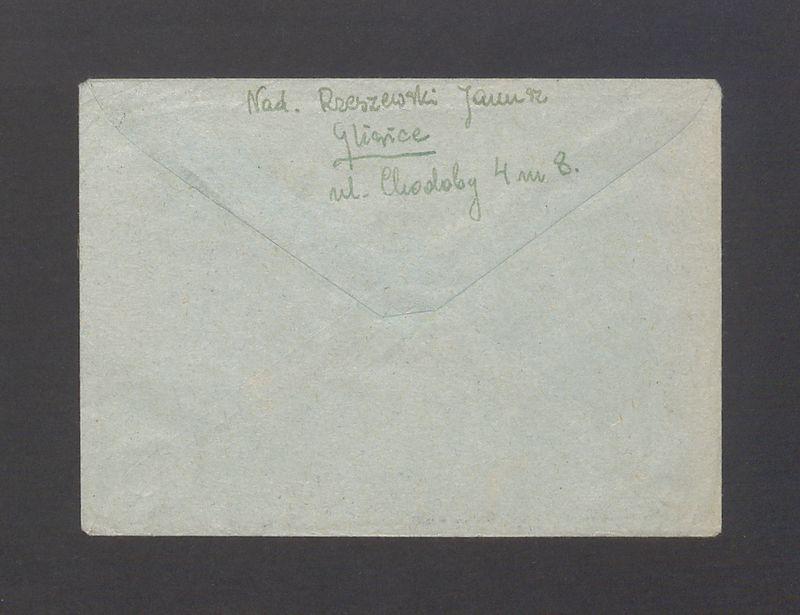 Nad. Rzeszewski Janusz
Gliwice
ul. Chodoby 4 m 8.